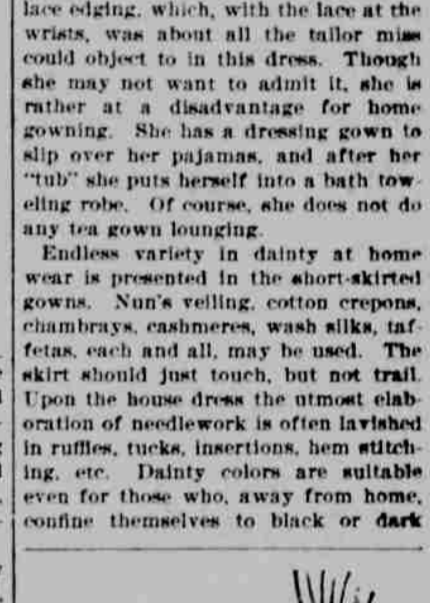 lace edging, which, with the lace at the
wrists, was about all the tailor miss
could object to in this dress. Though
she may not want to admit it, she is
rather at a disadvantage for home
gowning. She has a dressing gown to
slip over her pajamas, and after her
"tub" she puts herself into a bath tow-
eling robe. Of course, she does not do
any tea gown lounging.
Endless variety in dainty at home
wear is presented in the short-skirted
gowns. Nun's veiling, cotton crepons,
chambrays, cashmeres, wash silks, taf-
fetas, each and all, may be used. The
skirt should just touch, but not trail.
Upon the house dress the utmost elab-
oration of needlework is often lavished
in ruffles, tucks, insertions, hem stitch-
ing, etc. Dainty colors are suitable
even for those who, away from home,
confine themselves to black or dark